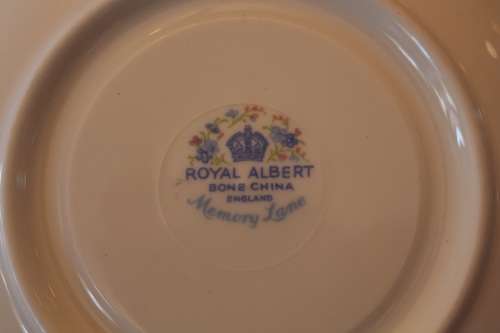 ROYAL ALBERT
BONE CHINA
ENGLAND
Memory Lane